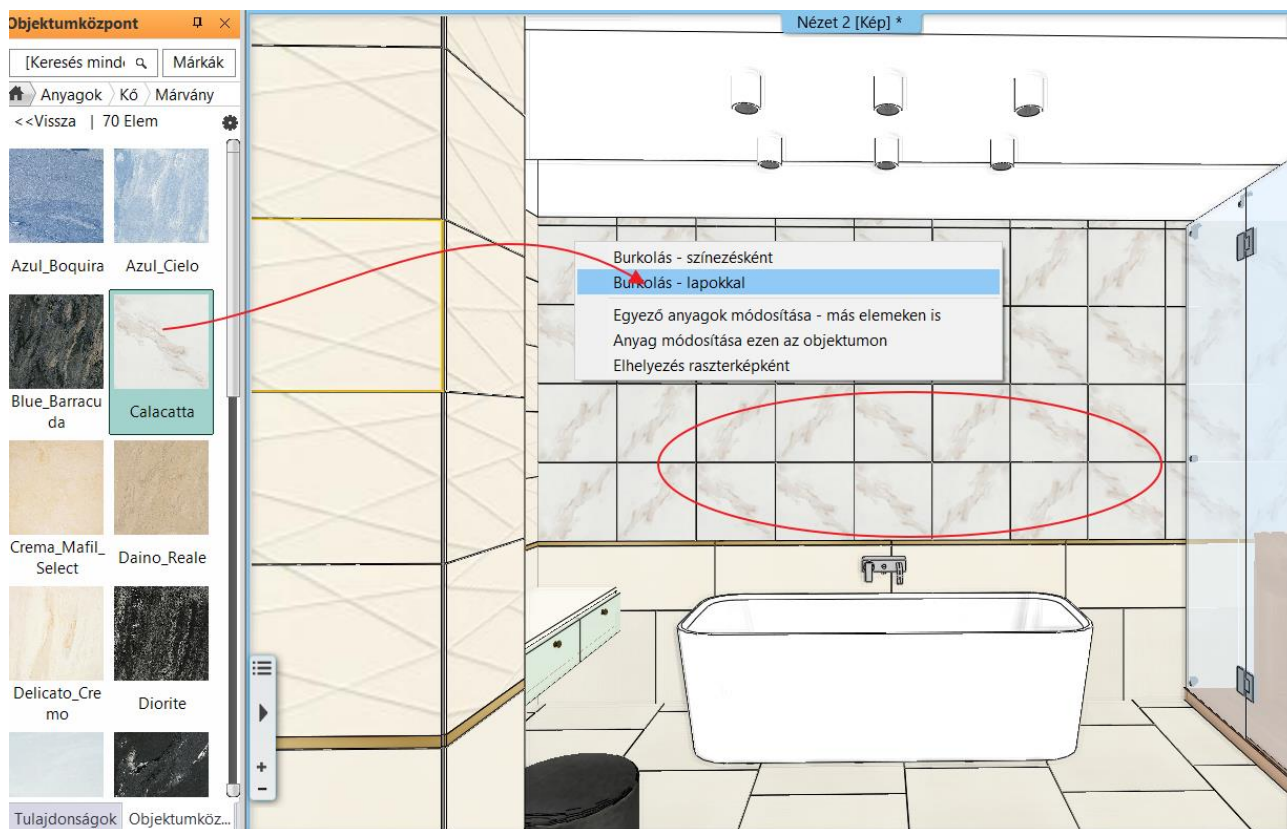 Objektumközpont
[Keresés mind
Márkák
Anyagok
Kő
Márvány
<<Vissza | 70 Elem
Azul_Boquira
Azul_Cielo
Blue_Barracu
da
Calacatta
Crema_Mafil_
Select
Daino_Reale
Delicato_Cre
mo
Diorite
Tulajdonságok
Objektumköz...
Nézet 2 [Kép] *
Burkolás - színezésként
Burkolás - lapokkal
Egyező anyagok módosítása - más elemeken is
Anyag módosítása ezen az objektumon
Elhelyezés raszterképként